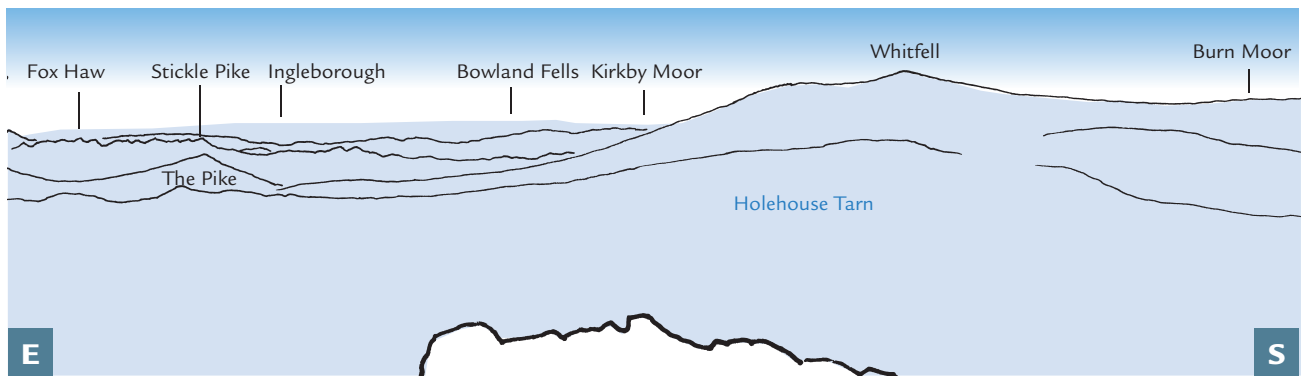 Whitfell
Burn Moor
Fox Haw
Stickle Pike
Ingleborough
Bowland Fells
Kirkby Moor
The Pike
Holehouse Tarn
E
S